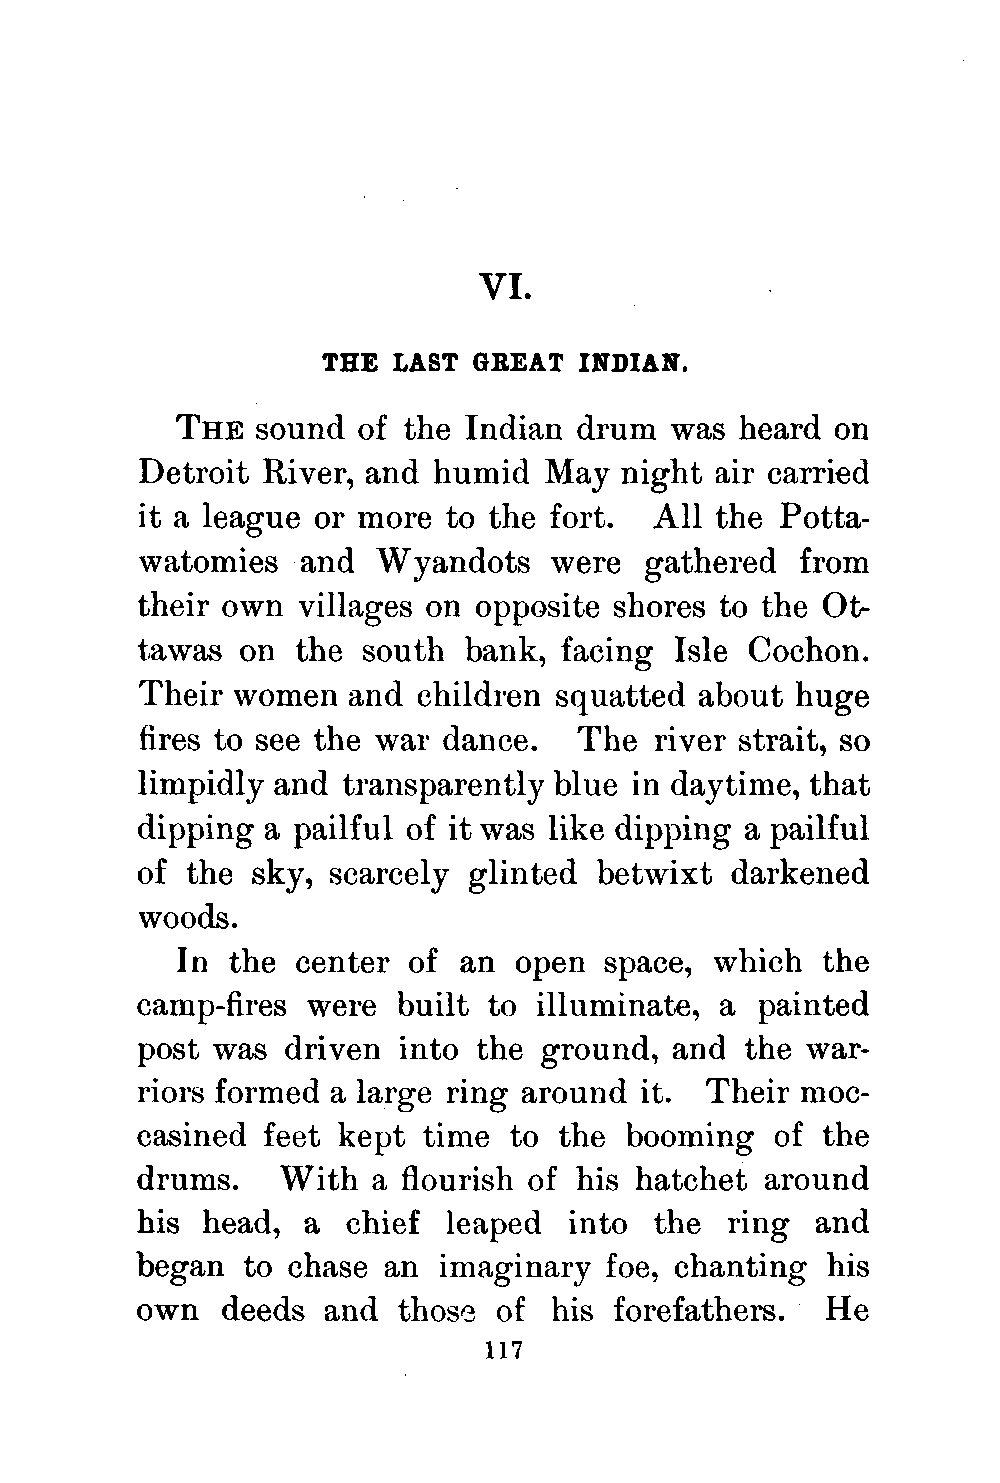 VI.
THE LAST GREAT INDIAN.
THE sound of the Indian drum was heard on
Detroit River, and humid May night air carried
it a league or more to the fort. All the Potta-
watomies and Wyandots were gathered from
their own villages on opposite shores to the Ot-
tawas on the south bank, facing Isle Cochon.
Their women and children squatted about huge
fires to see the war dance. The river strait, so
limpidly and transparently blue in daytime, that
dipping a pailful of it was like dipping a pailful
of the sky, scarcely glinted betwixt darkened
woods.
In the center of an open space, which the
camp-fires were built to illuminate, a painted
post was driven into the ground, and the war-
riors formed a large ring around it. Their moc-
casined feet kept time to the booming of the
drums. With a flourish of his hatchet around
his head, a chief leaped into the ring and
began to chase an imaginary foe, chanting his
own deeds and those of his forefathers. He
117